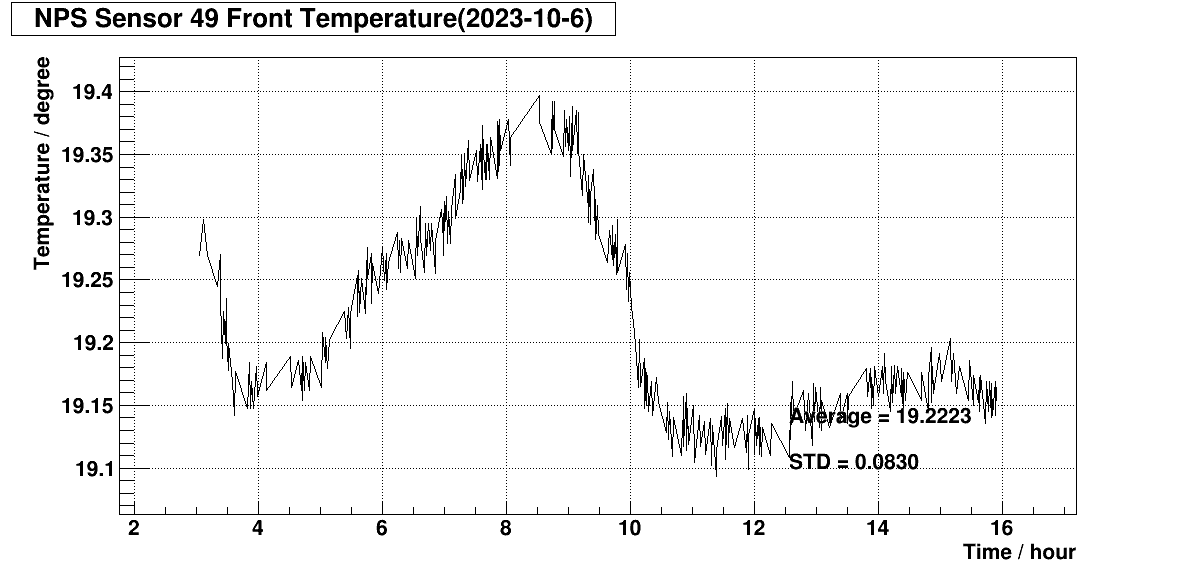 NPS Sensor 49 Front Temperature(2023-10-6)
Temperature / degree
19.4
19.35
19.3
19.25
19.2
19.15
19.1
Average = 19.2223
STD = 0.0830
2 4 6 8 10 12 14 16
Time / hour